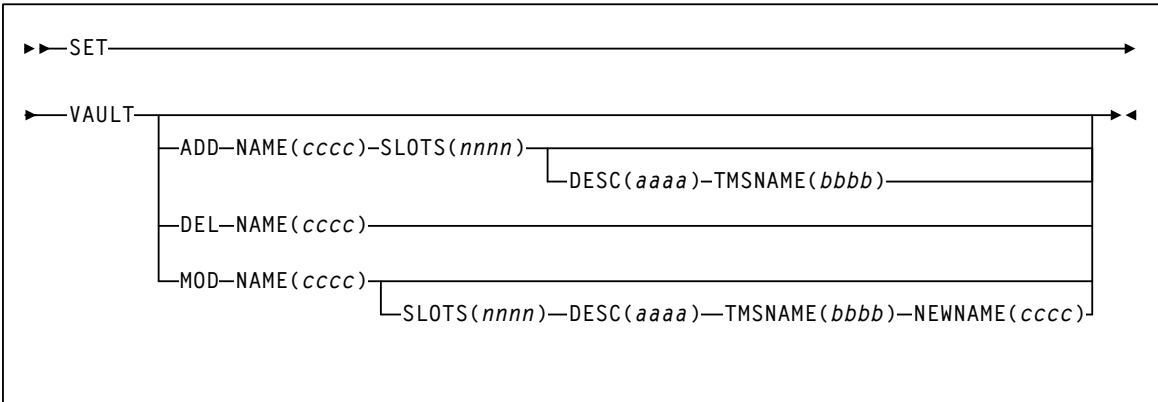 SET
VAULT
ADD NAME(cccc) SLOTS(nnnn)
DESC(aaaa) TMSNAME(bbbb)
DEL NAME(cccc)
MOD NAME(cccc)
SLOTS(nnnn) DESC(aaaa) TMSNAME(bbbb) NEWNAME(cccc)